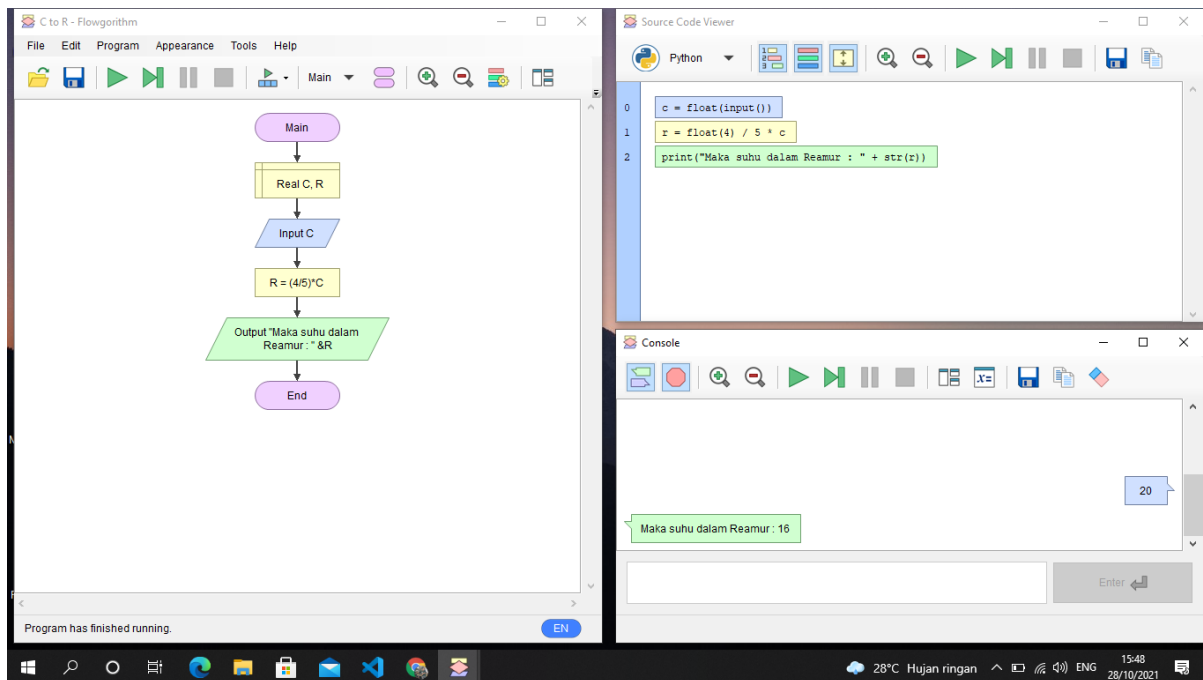 C to R - Flowgorithm
File Edit Program Appearance Tools Help
Main
Main
Real C, R
Input C
R = (4/5)*C
Output "Maka suhu dalam
Reamur : " &R
End
Program has finished running.
EN
Source Code Viewer
Python
0 c = float(input())
1 r = float(4) / 5 * c
2 print("Maka suhu dalam Reamur : " + str(r))
Console
20
Maka suhu dalam Reamur : 16
Enter
28°C Hujan ringan
ENG
15:48
28/10/2021